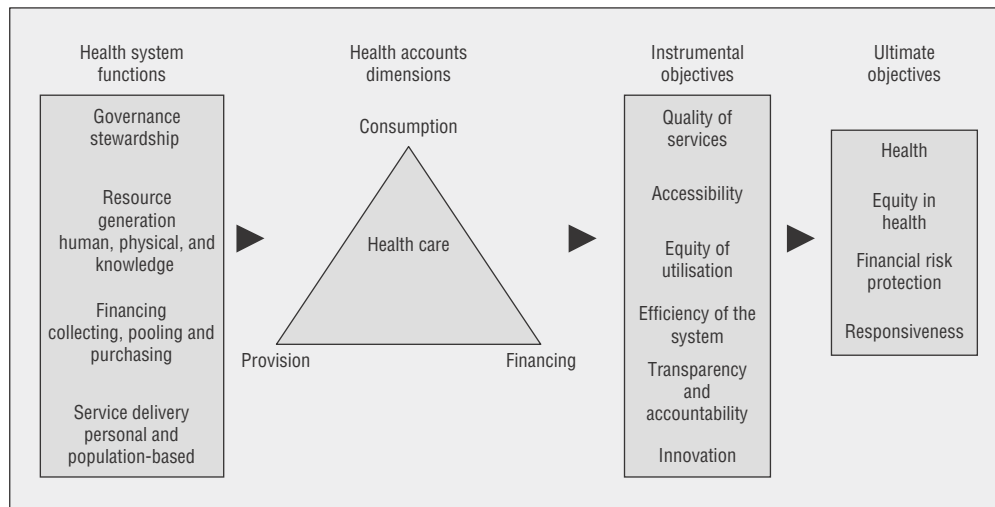 Health system
functions
Health accounts
dimensions
Instrumental
objectives
Ultimate
objectives
Governance
stewardship
Resource
generation
human, physical, and
knowledge
Financing
collecting, pooling and
purchasing
Service delivery
personal and
population-based
Consumption
Health care
Provision
Financing
Quality of
services
Accessibility
Equity of
utilisation
Efficiency of the
system
Transparency
and
accountability
Innovation
Health
Equity in
health
Financial risk
protection
Responsiveness